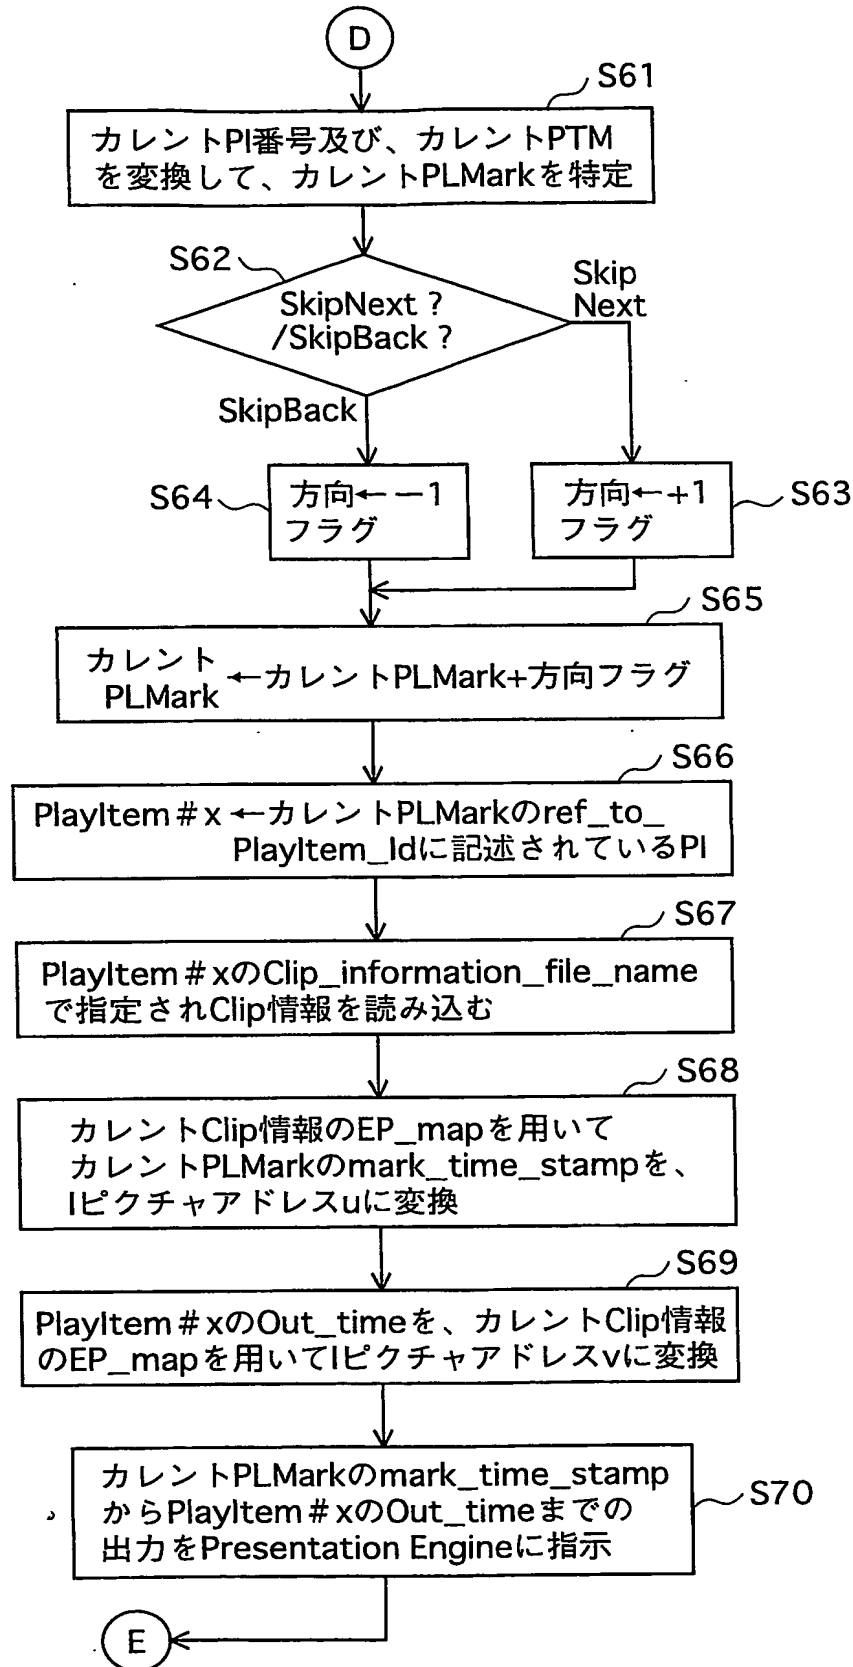 D
S61
カレントPI番号及び、カレントPTM
を変換して、カレントPLMarkを特定
S62
SkipNext ?
/SkipBack ?
Skip
Next
SkipBack
S64
方向←－1
フラグ
方向←+1
フラグ
S63
S65
カレント
PLMark
←カレントPLMark+方向フラグ
S66
PlayItem＃x←カレントPLMarkのref_to_
PlayItem_Idに記述されているPI
S67
PlayItem＃xのClip_information_file_name
で指定されClip情報を読み込む
S68
カレントClip情報のEP_mapを用いて
カレントPLMarkのmark_time_stampを、
Iピクチャアドレスuに変換
S69
PlayItem＃xのOut_timeを、カレントClip情報
のEP_mapを用いてIピクチャアドレスvに変換
カレントPLMarkのmark_time_stamp
からPlayItem＃xのOut_timeまでの
出力をPresentation Engineに指示
S70
E